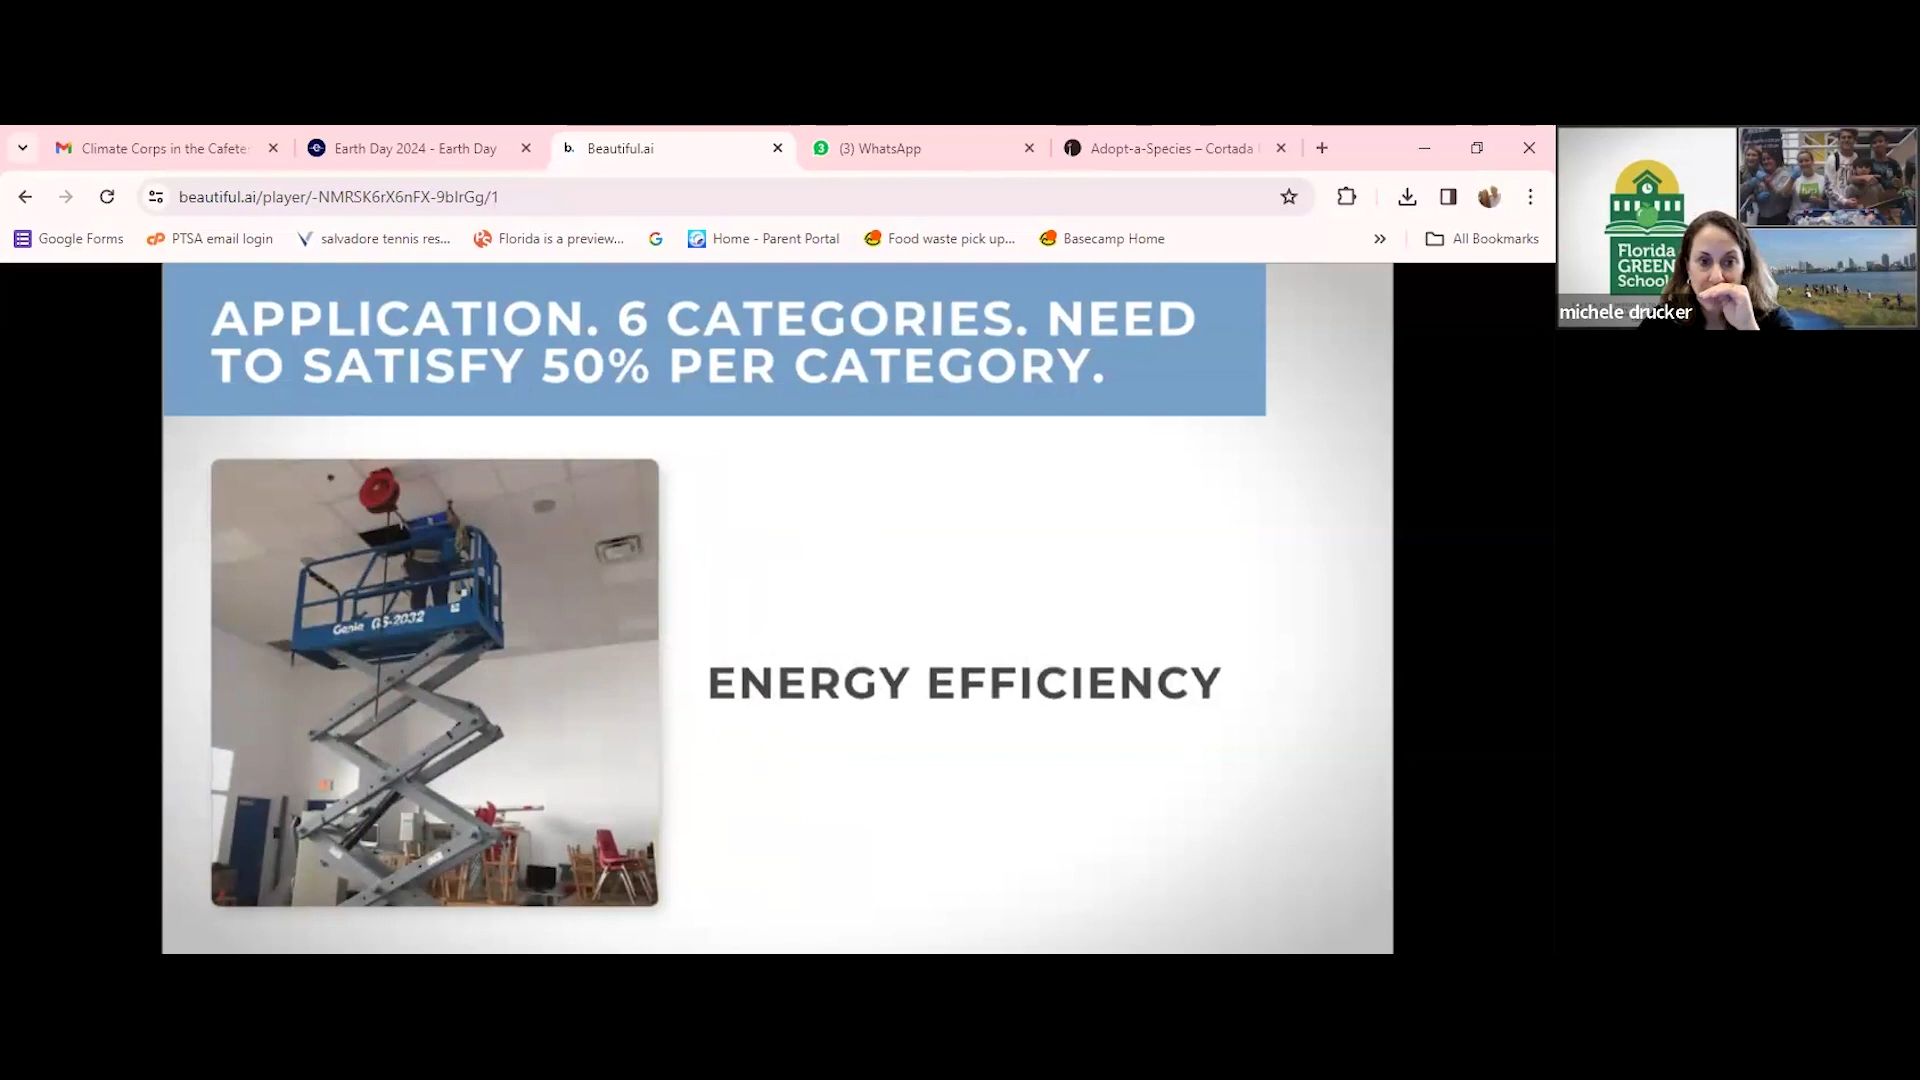 Climate Corps in the Cafete
Earth Day 2024 - Earth Day
b. Beautiful.ai
(3) WhatsApp
Adopt-a-Species – Cortada
beautiful.ai/player/-NMRSK6rX6nFX-9bIrGg/1
Google Forms
PTSA email login
salvadore tennis res...
Florida is a preview...
Home - Parent Portal
Food waste pick up...
Basecamp Home
All Bookmarks
APPLICATION. 6 CATEGORIES. NEED
TO SATISFY 50% PER CATEGORY.
Genie GS-2032
ENERGY EFFICIENCY
Florida
GREEN
School
michele drucker